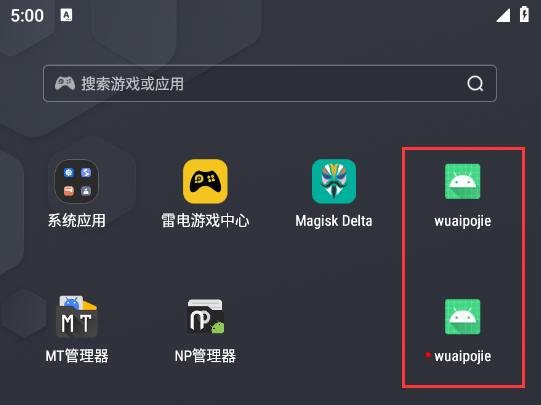 5:00
A
搜索游戏或应用
系统应用
雷电游戏中心
Magisk Delta
wuaipojie
MT
NP
MT管理器
NP管理器
wuaipojie